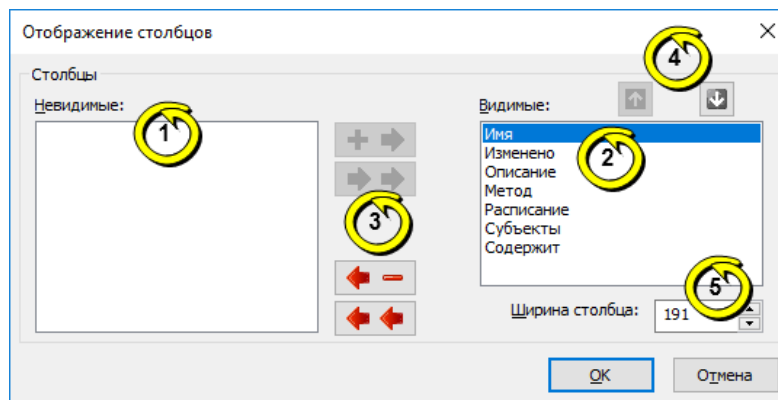 Отображение столбцов
4
Столбцы
Невидимые:
Видимые:
1
Имя
Изменено
2
Описание
Метод
Расписание
3
Субъекты
Содержит
5
Ширина столбца:
191
OK
Отмена